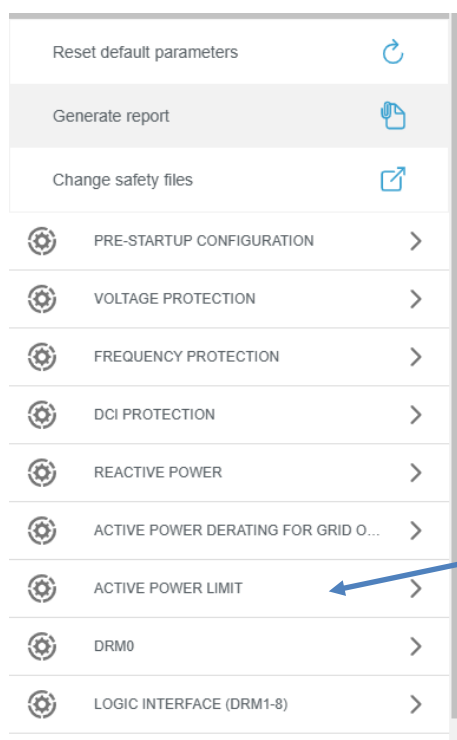 Reset default parameters
Generate report
Change safety files
PRE-STARTUP CONFIGURATION
VOLTAGE PROTECTION
FREQUENCY PROTECTION
DCI PROTECTION
REACTIVE POWER
ACTIVE POWER DERATING FOR GRID O...
ACTIVE POWER LIMIT
DRM0
LOGIC INTERFACE (DRM1-8)